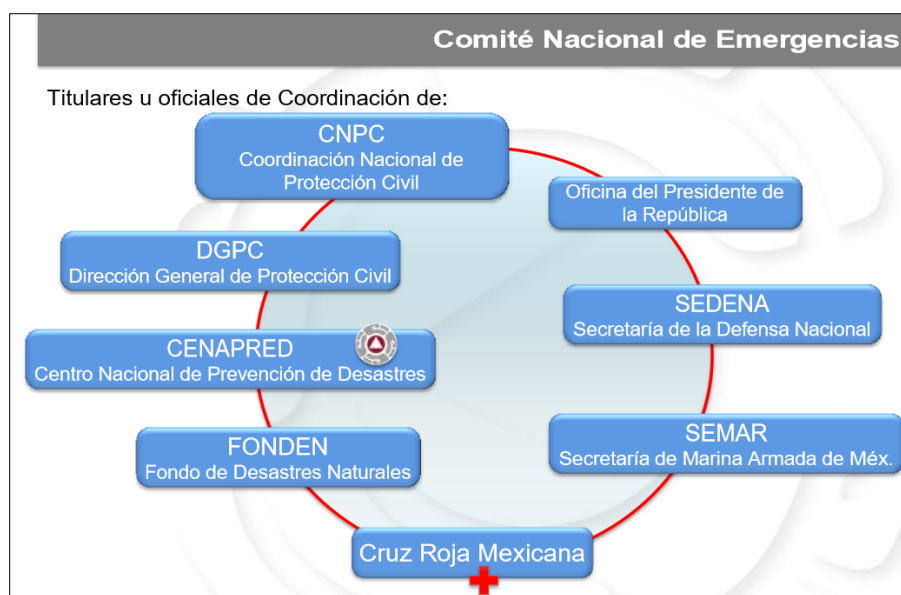 Comité Nacional de Emergencias
Titulares u oficiales de Coordinación de:
CNPC
Coordinación Nacional de
Protección Civil
Oficina del Presidente de
la República
DGPC
Dirección General de Protección Civil
SEDENA
Secretaría de la Defensa Nacional
CENAPRED
Centro Nacional de Prevención de Desastres
SEMAR
Secretaría de Marina Armada de Méx.
FONDEN
Fondo de Desastres Naturales
Cruz Roja Mexicana